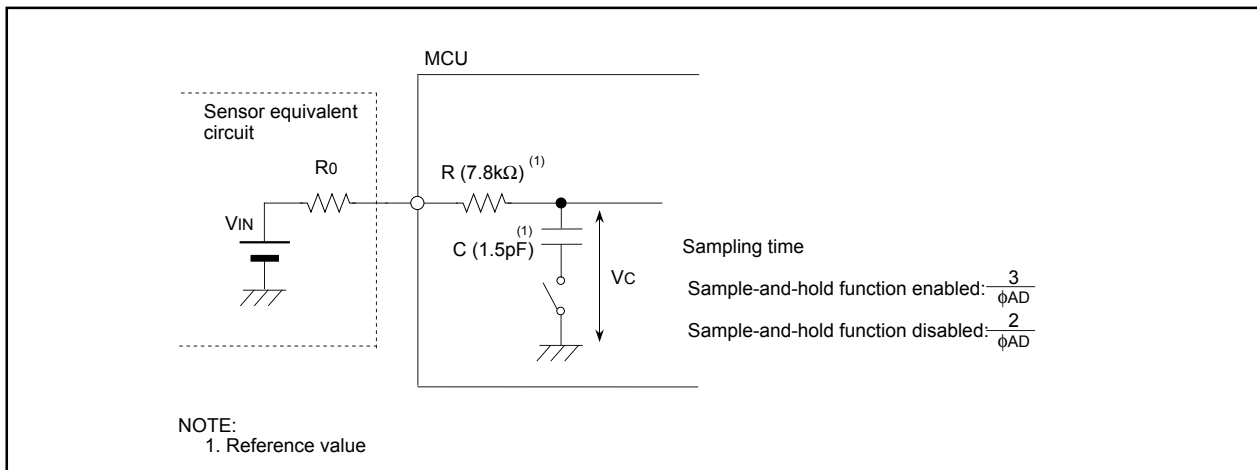 MCU
Sensor equivalent
circuit
R0
R (7.8kΩ) (1)
VIN
(1)
C (1.5pF)
VC
Sampling time
Sample-and-hold function enabled: 3/ϕAD
Sample-and-hold function disabled: 2/ϕAD
NOTE:
1. Reference value